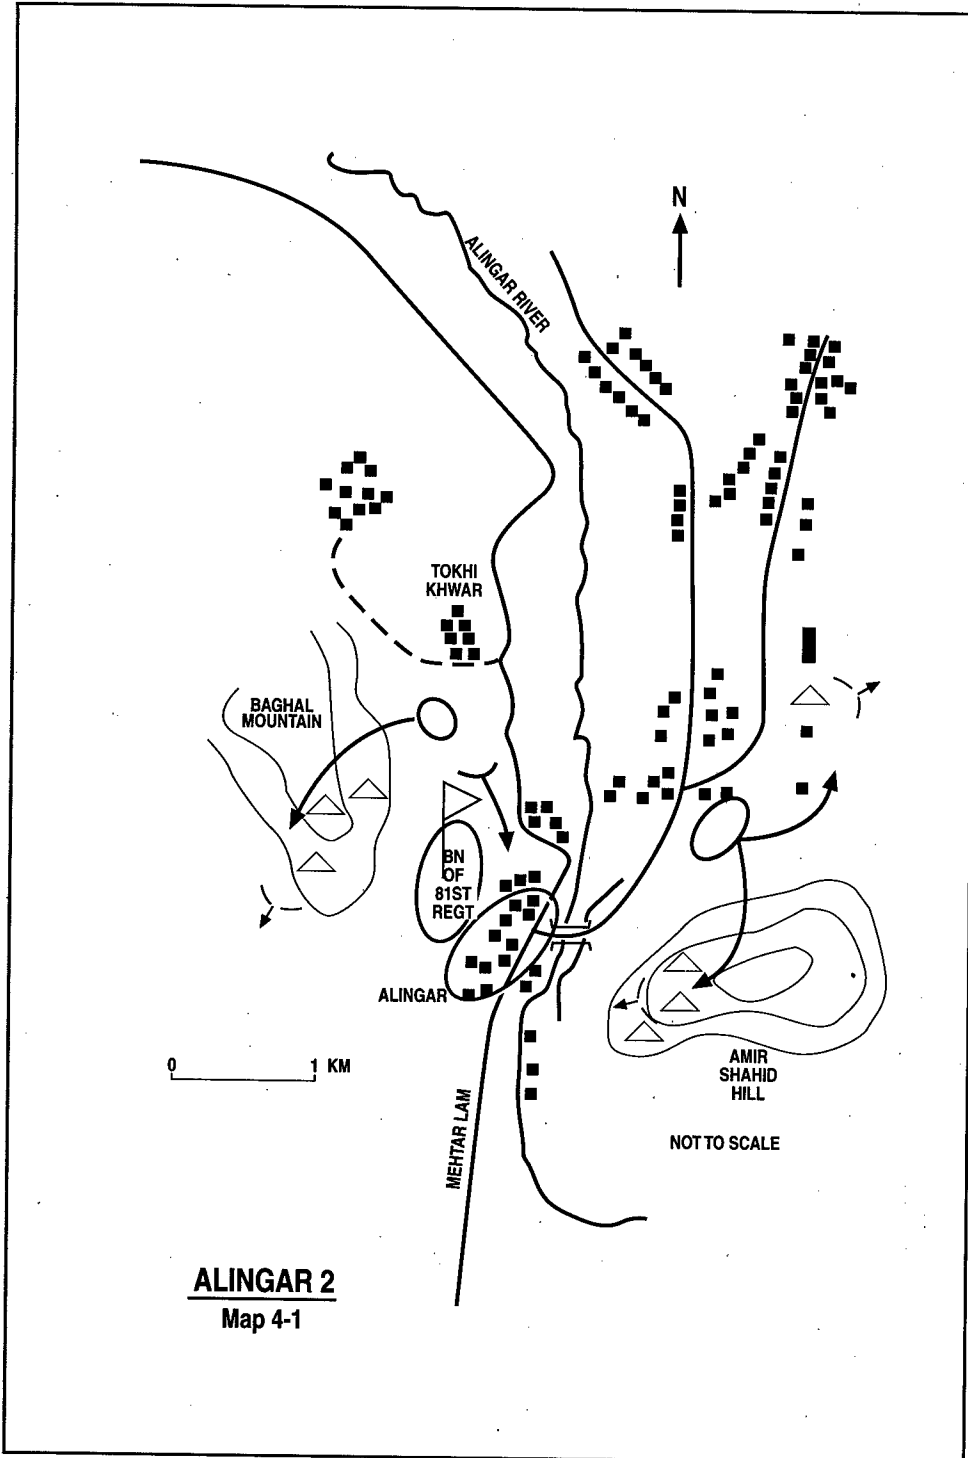 N
ALINGAR RIVER
TOKHI
KHWAR
BAGHAL
MOUNTAIN
BN
OF
81ST
REGT
ALINGAR
0 1 KM
AMIR
SHAHID
HILL
MEHTAR LAM
NOT TO SCALE
ALINGAR 2
Map 4-1